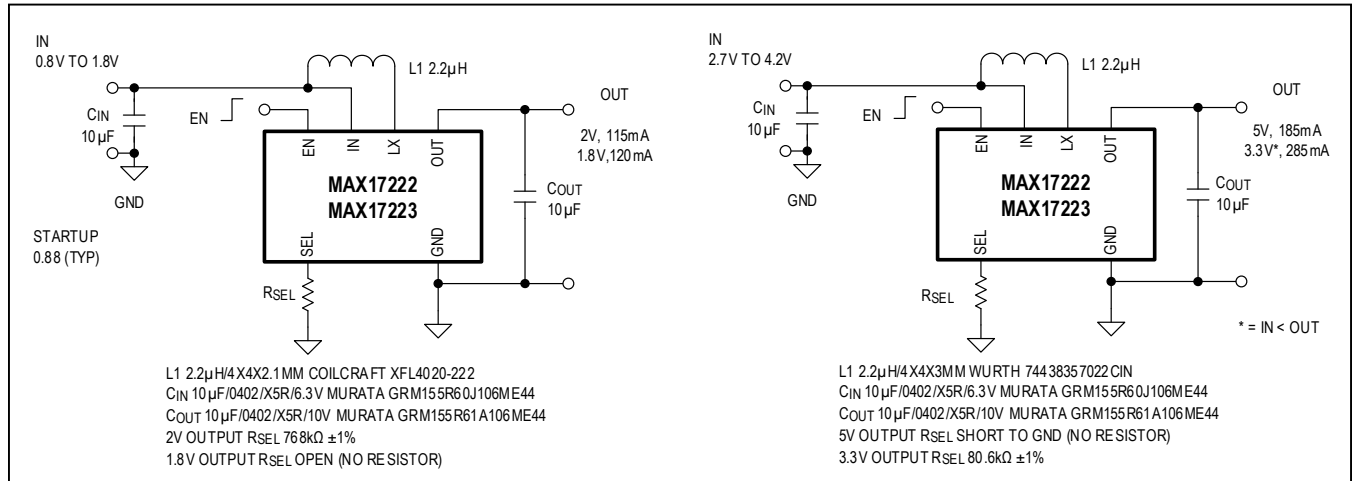 IN
0.8V TO 1.8V
L1 2.2µH
CIN
10µF
EN
OUT
2V, 115mA
1.8V,120mA
EN
IN
LX
OUT
MAX17222
MAX17223
COUT
10µF
GND
SEL
GND
STARTUP
0.88 (TYP)
RSEL
L1 2.2µH/4X4X2.1MM COILCRAFT XFL4020-222
CIN 10µF/0402/X5R/6.3V MURATA GRM155R60J106ME44
COUT 10µF/0402/X5R/10V MURATA GRM155R61A106ME44
2V OUTPUT RSEL 768kΩ ±1%
1.8V OUTPUT RSEL OPEN (NO RESISTOR)
IN
2.7V TO 4.2V
L1 2.2µH
CIN
10µF
EN
OUT
5V, 185mA
3.3V*, 285mA
EN
IN
LX
OUT
MAX17222
MAX17223
COUT
10µF
GND
SEL
GND
RSEL
* = IN < OUT
L1 2.2µH/4X4X3MM WURTH 74438357022CIN
CIN 10µF/0402/X5R/6.3V MURATA GRM155R60J106ME44
COUT 10µF/0402/X5R/10V MURATA GRM155R61A106ME44
5V OUTPUT RSEL SHORT TO GND (NO RESISTOR)
3.3V OUTPUT RSEL 80.6kΩ ±1%